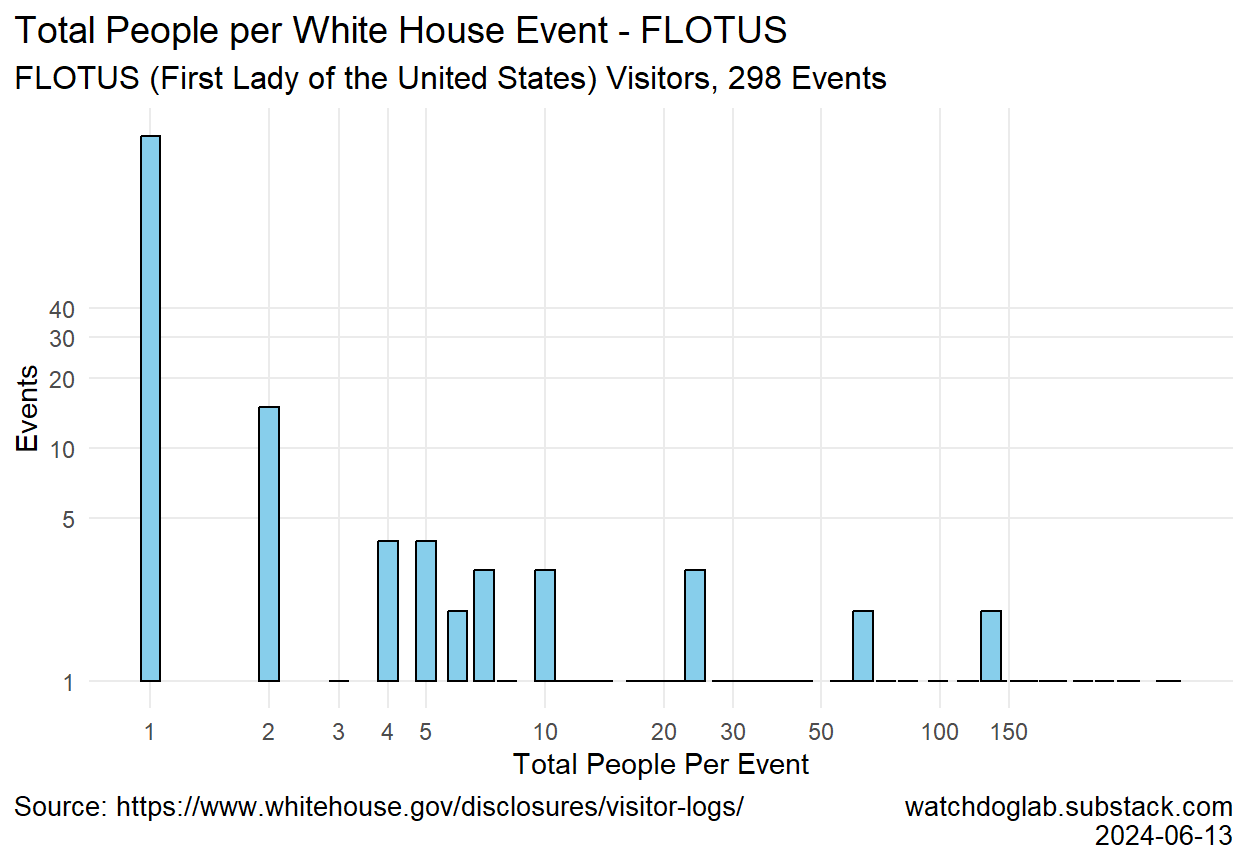 Total People per White House Event - FLOTUS
FLOTUS (First Lady of the United States) Visitors, 298 Events
40
30
20
10
5
1
Events
1 2 3 4 5 10 20 30 50 100 150
Total People Per Event
Source: https://www.whitehouse.gov/disclosures/visitor-logs/
watchdoglab.substack.com
2024-06-13